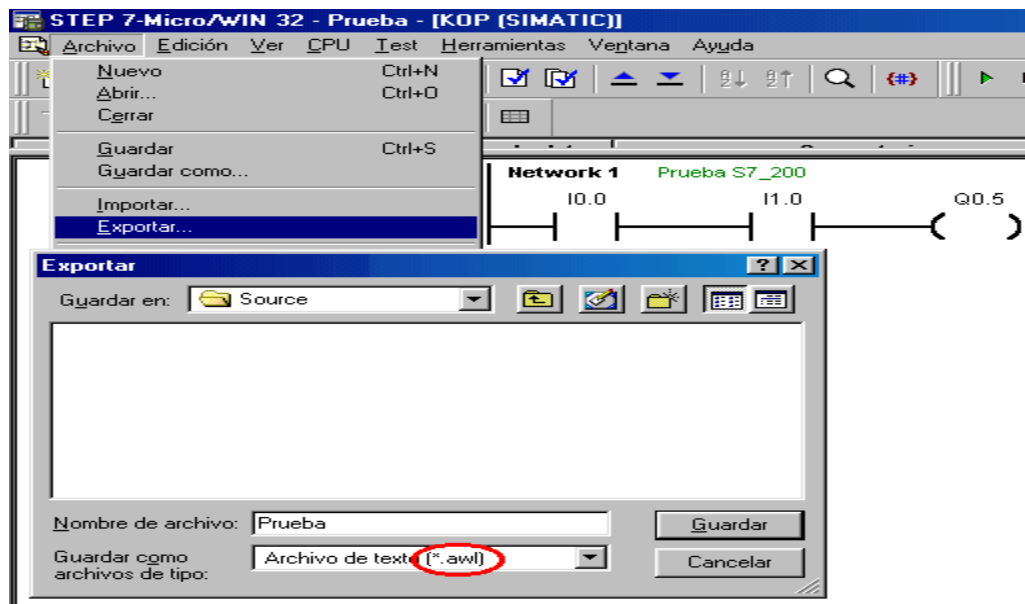 STEP 7-Micro/WIN 32 - Prueba - [KOP (SIMATIC)]
Archivo Edición Ver CPU Test Herramientas Ventana Ayuda
Nuevo Ctrl+N
Abrir... Ctrl+O
Cerrar
Guardar Ctrl+S
Guardar como...
Importar...
Exportar...
Network 1 Prueba S7_200
I0.0 I1.0 Q0.5
Exportar
Guardar en: Source
Nombre de archivo: Prueba
Guardar
Guardar como archivos de tipo: Archivo de texto (*.awl)
Cancelar